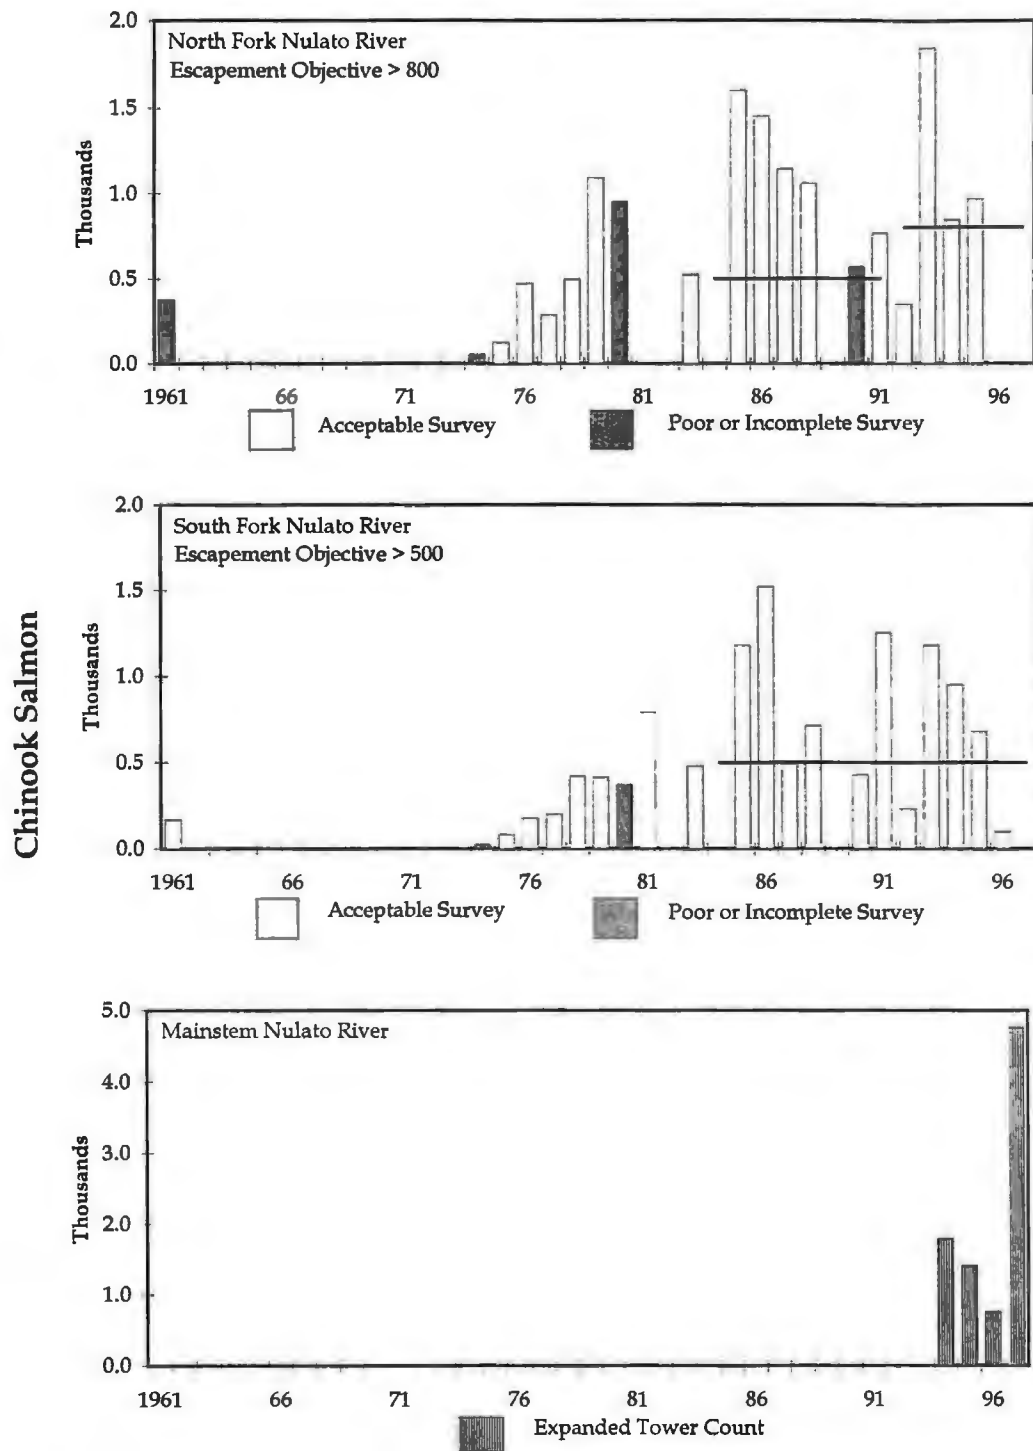 Chinook Salmon
North Fork Nulato River
Escapement Objective > 800
Thousands
2.0
1.5
1.0
0.5
0.0
1961 66 71 76 81 86 91 96
Acceptable Survey Poor or Incomplete Survey
South Fork Nulato River
Escapement Objective > 500
Thousands
2.0
1.5
1.0
0.5
0.0
1961 66 71 76 81 86 91 96
Acceptable Survey Poor or Incomplete Survey
Mainstem Nulato River
Thousands
5.0
4.0
3.0
2.0
1.0
0.0
1961 66 71 76 81 86 91 96
Expanded Tower Count